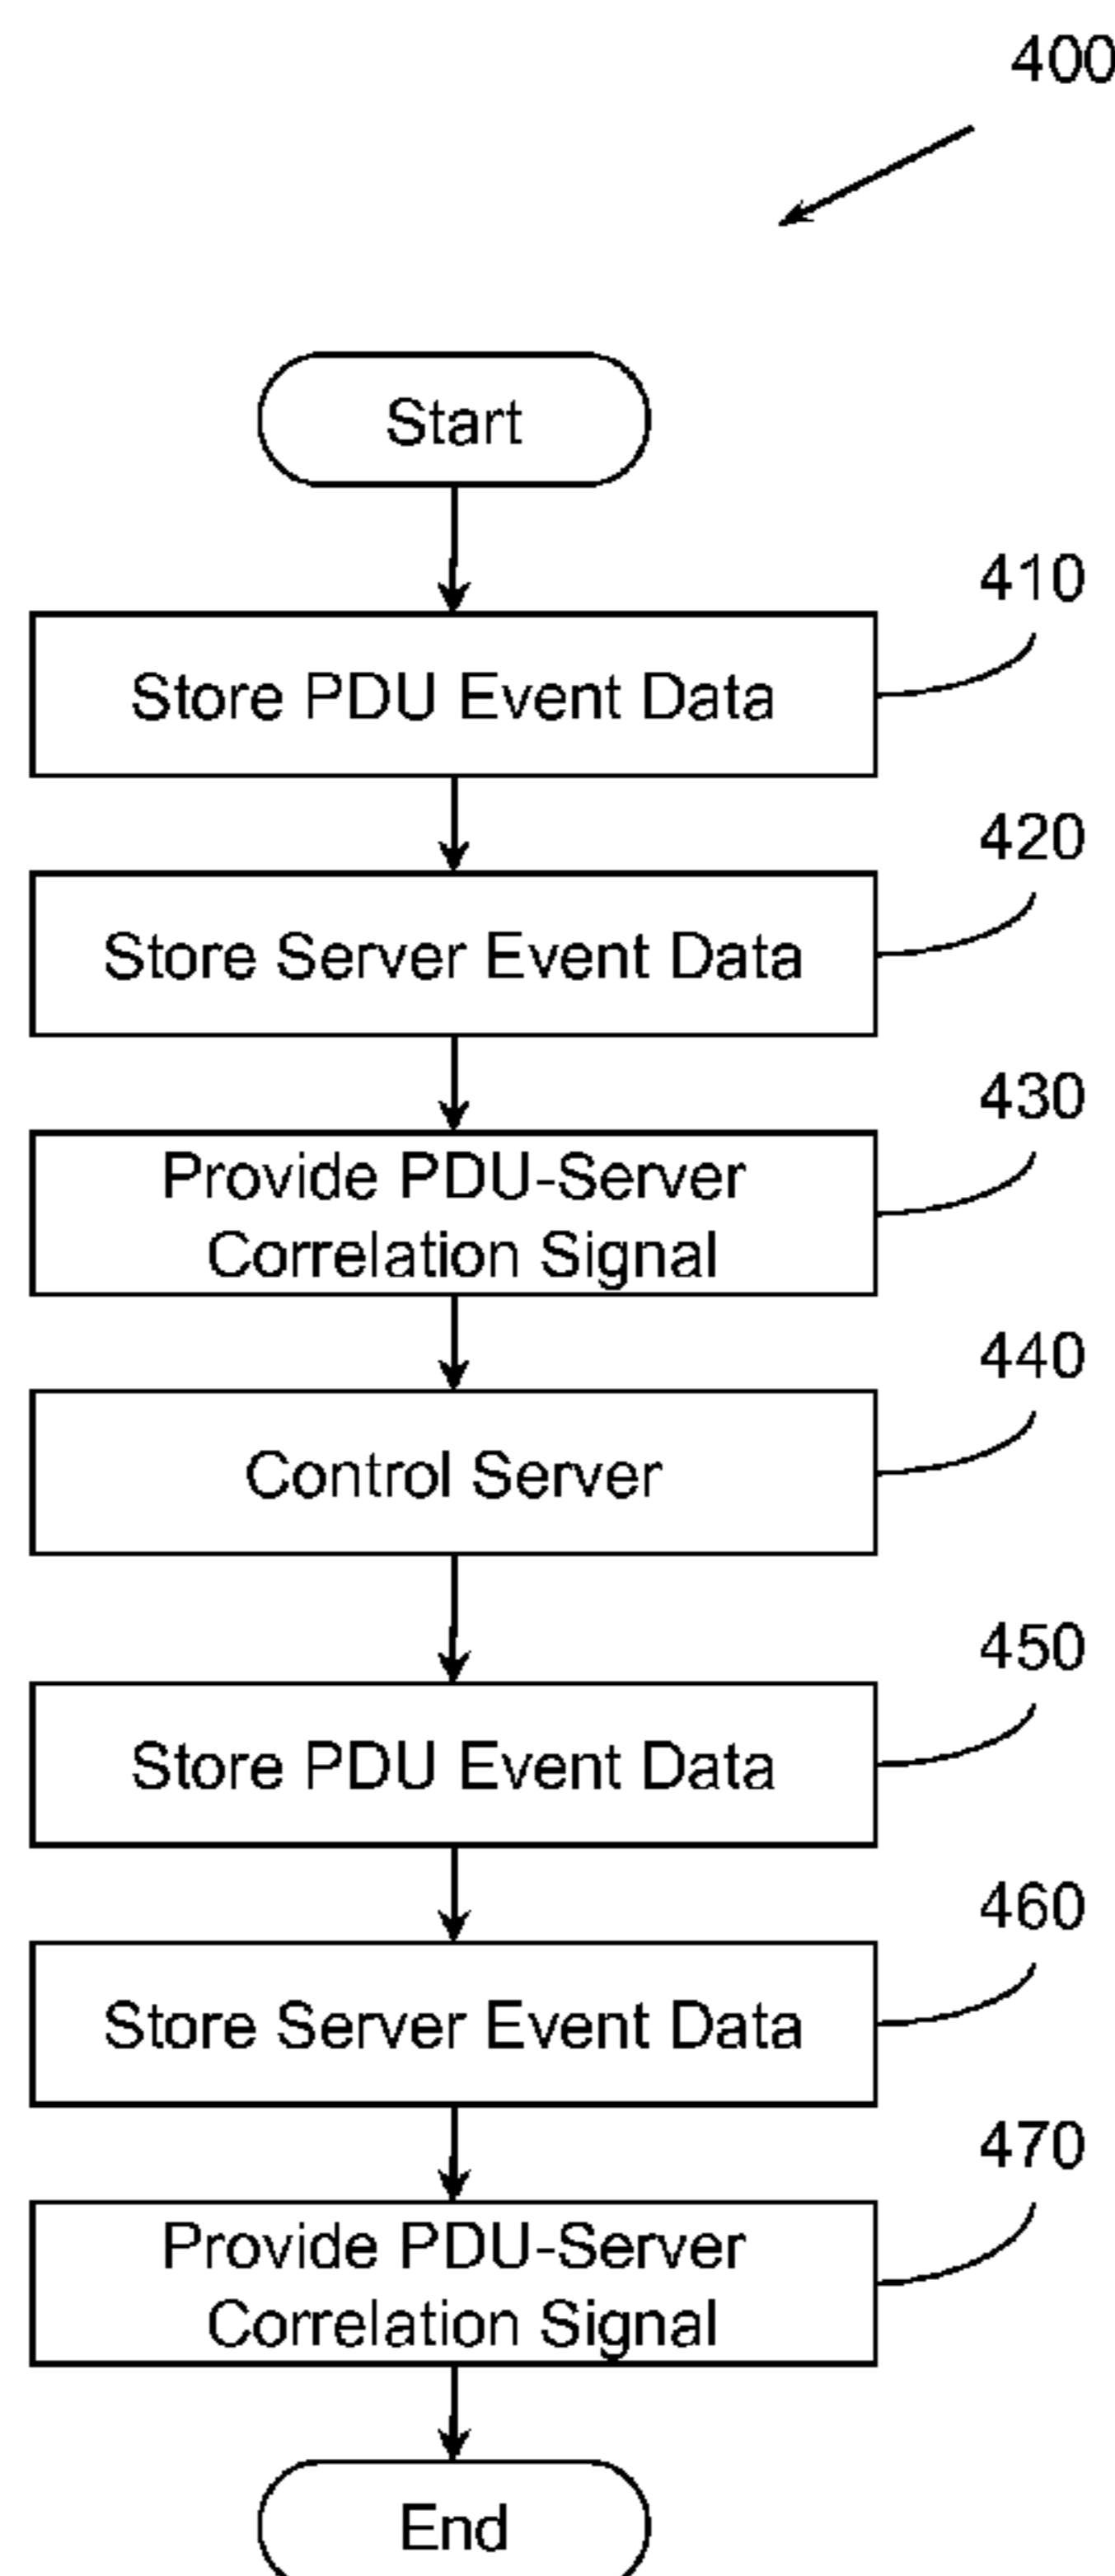 400
Start
410
Store PDU Event Data
420
Store Server Event Data
430
Provide PDU-Server
Correlation Signal
440
Control Server
450
Store PDU Event Data
460
Store Server Event Data
470
Provide PDU-Server
Correlation Signal
End